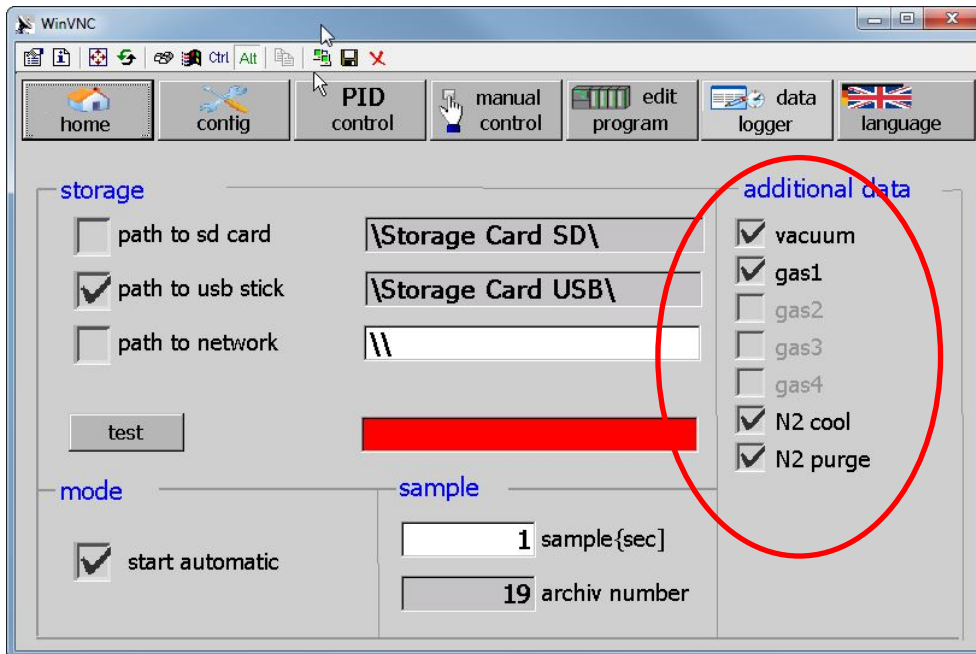 WinVNC
Ctrl Alt
home
config
PID
control
manual
control
edit
program
data
logger
language
storage
path to sd card
\Storage Card SD\
path to usb stick
\Storage Card USB\
path to network
\\
test
additional data
vacuum
gas1
gas2
gas3
gas4
N2 cool
N2 purge
mode
start automatic
sample
1 sample{sec]
19 archiv number